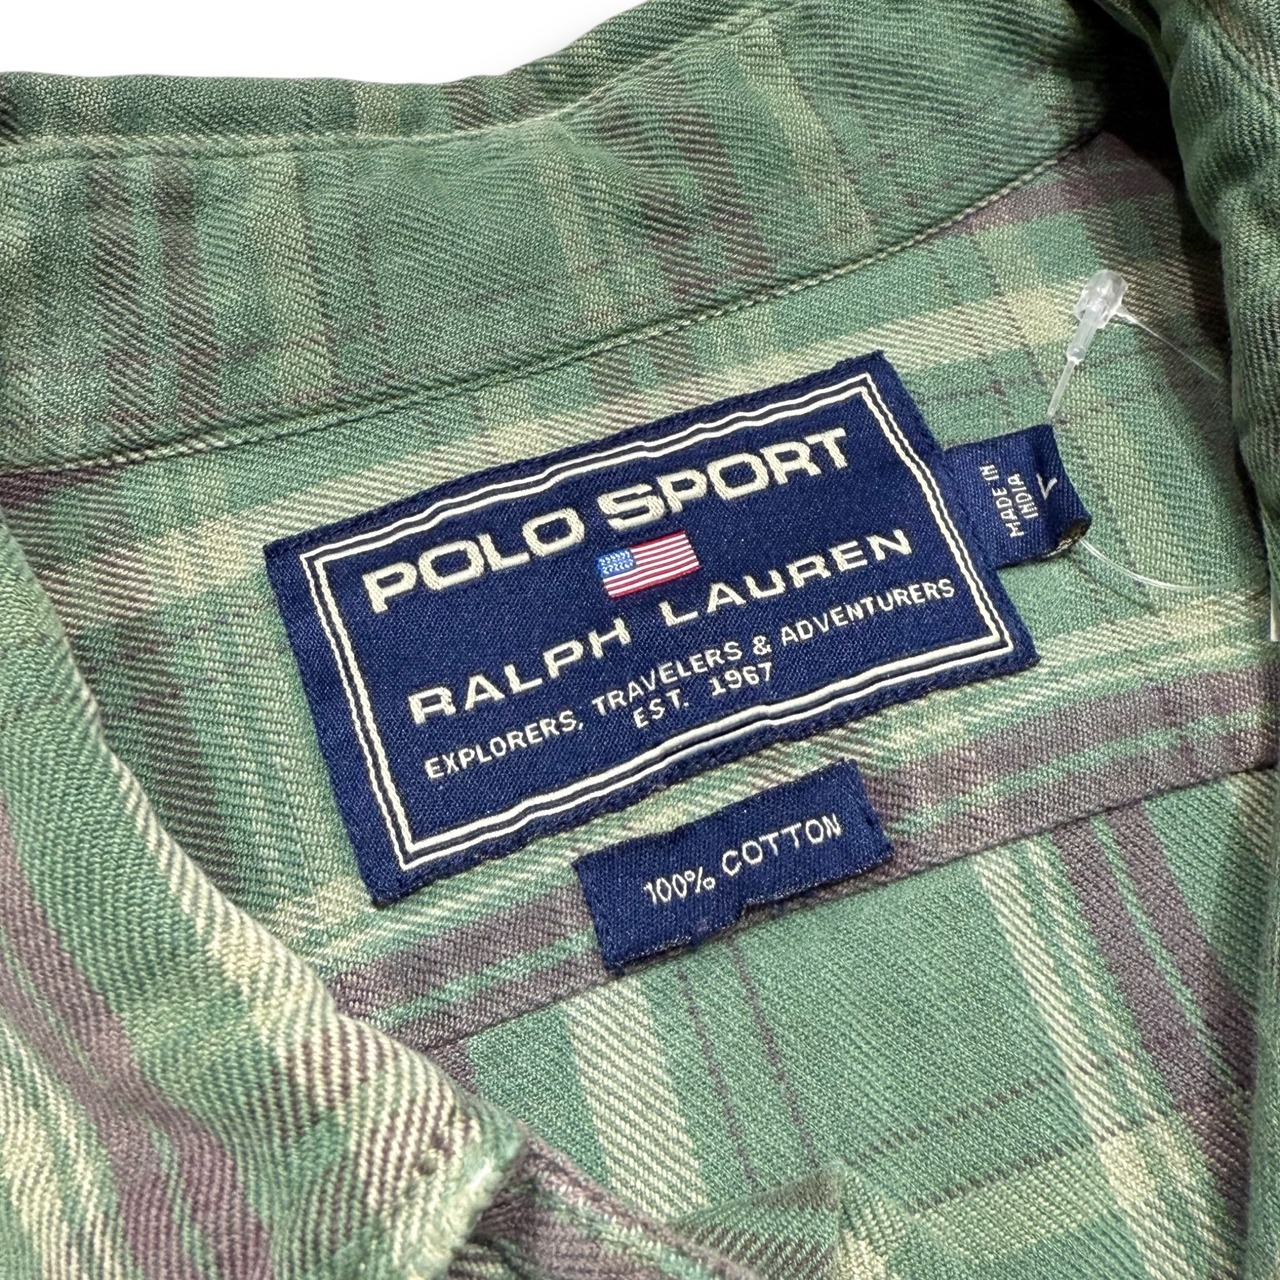 POLO SPORT
RALPH LAUREN
EXPLORERS, TRAVELERS & ADVENTURERS
EST. 1967
MADE IN
INDIA
L
100% COTTON